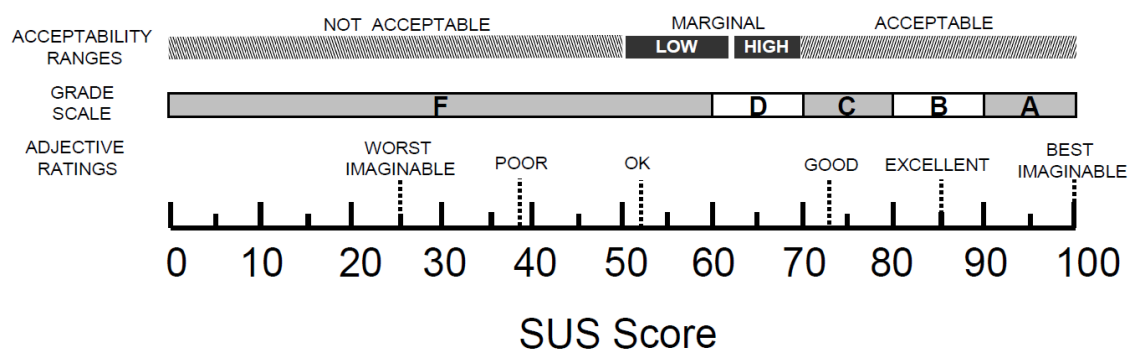 NOT ACCEPTABLE
MARGINAL
ACCEPTABLE
ACCEPTABILITY
RANGES
LOW
HIGH
GRADE
SCALE
F
D
C
B
A
ADJECTIVE
RATINGS
WORST
IMAGINABLE
POOR
OK
GOOD
EXCELLENT
BEST
IMAGINABLE
0 10 20 30 40 50 60 70 80 90 100
SUS Score